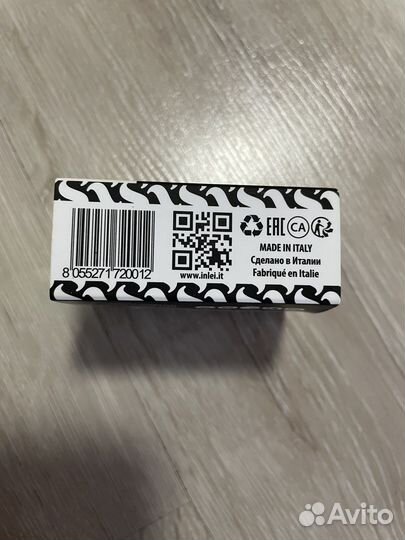 8 055271 720012
www.inlei.it
EAC CA
MADE IN ITALY
Сделано в Италии
Fabriqué en Italie
Avito